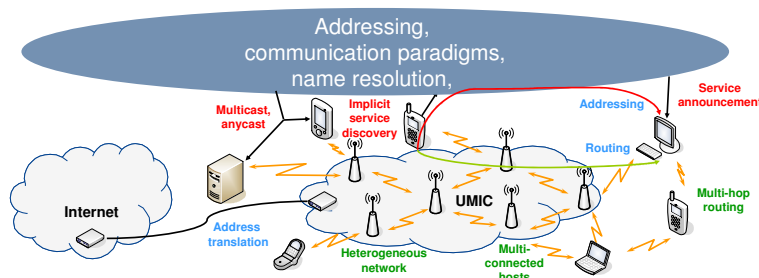 Addressing,
communication paradigms,
name resolution,
Multicast,
anycast
Implicit
service
discovery
Addressing
Service
announcement
Routing
Internet
Address
translation
UMIC
Multi-hop
routing
Heterogeneous
network
Multi-
connected
hosts